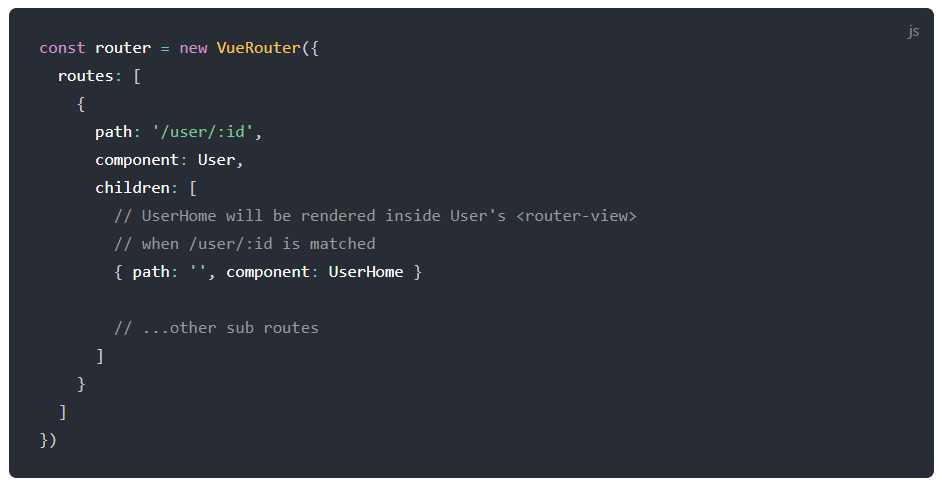 js
const router = new VueRouter({
  routes: [
    {
      path: '/user/:id',
      component: User,
      children: [
        // UserHome will be rendered inside User's <router-view>
        // when /user/:id is matched
        { path: '', component: UserHome }

        // ...other sub routes
      ]
    }
  ]
})